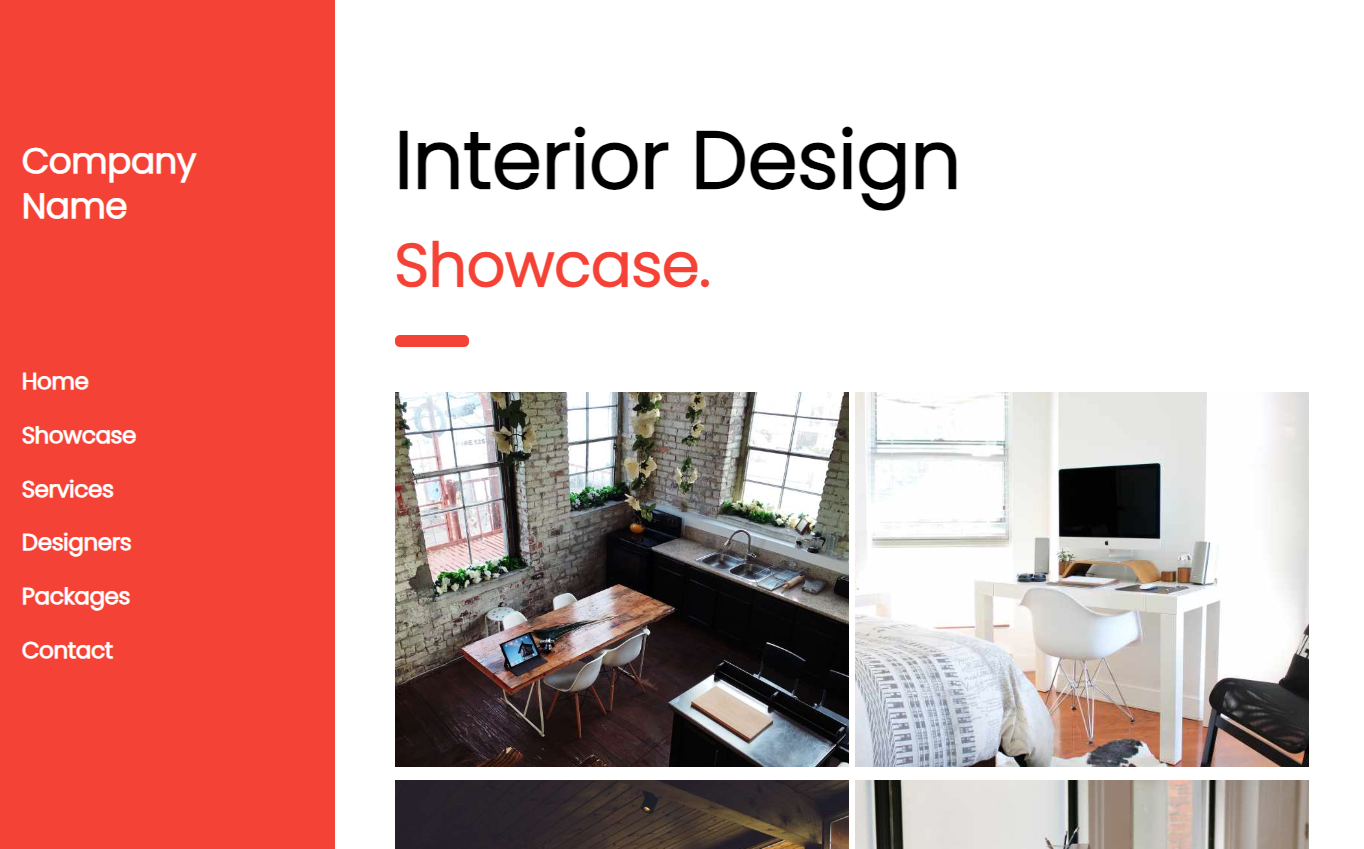 Company
Name
Home
Showcase
Services
Designers
Packages
Contact
Interior Design
Showcase.